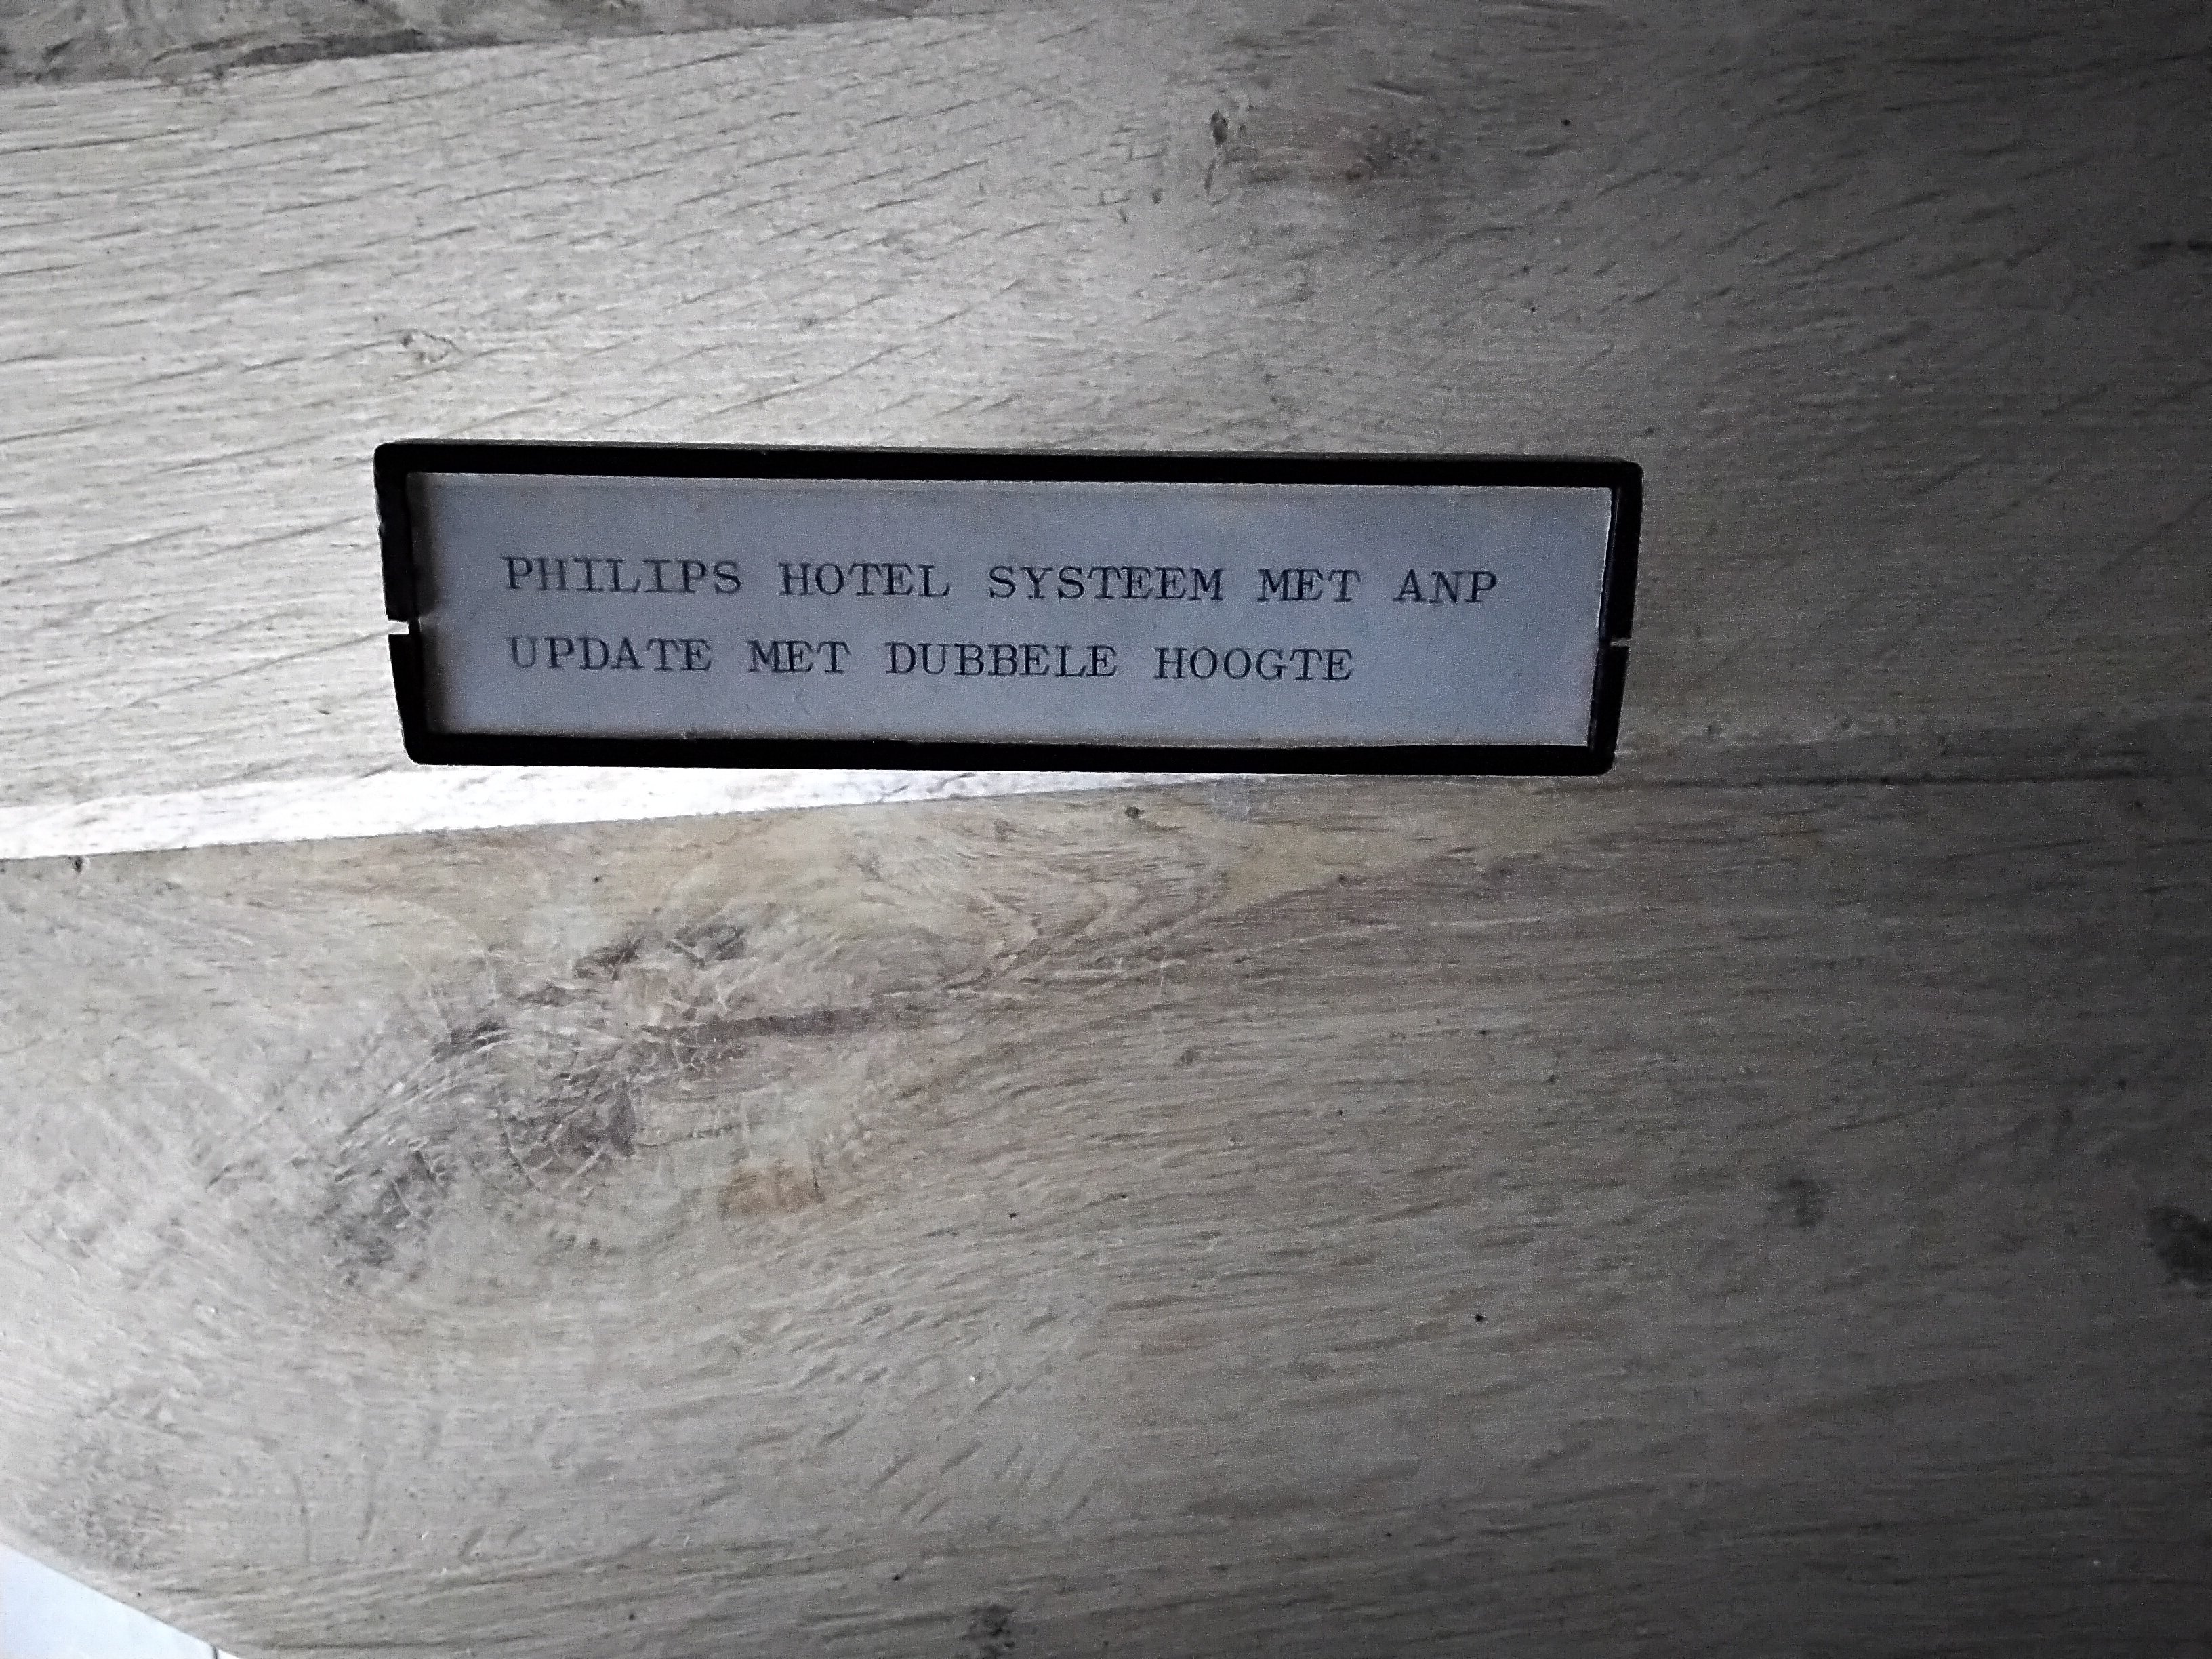 PHILIPS HOTEL SYSTEEM MET ANP
UPDATE MET DUBBELE HOOGTE